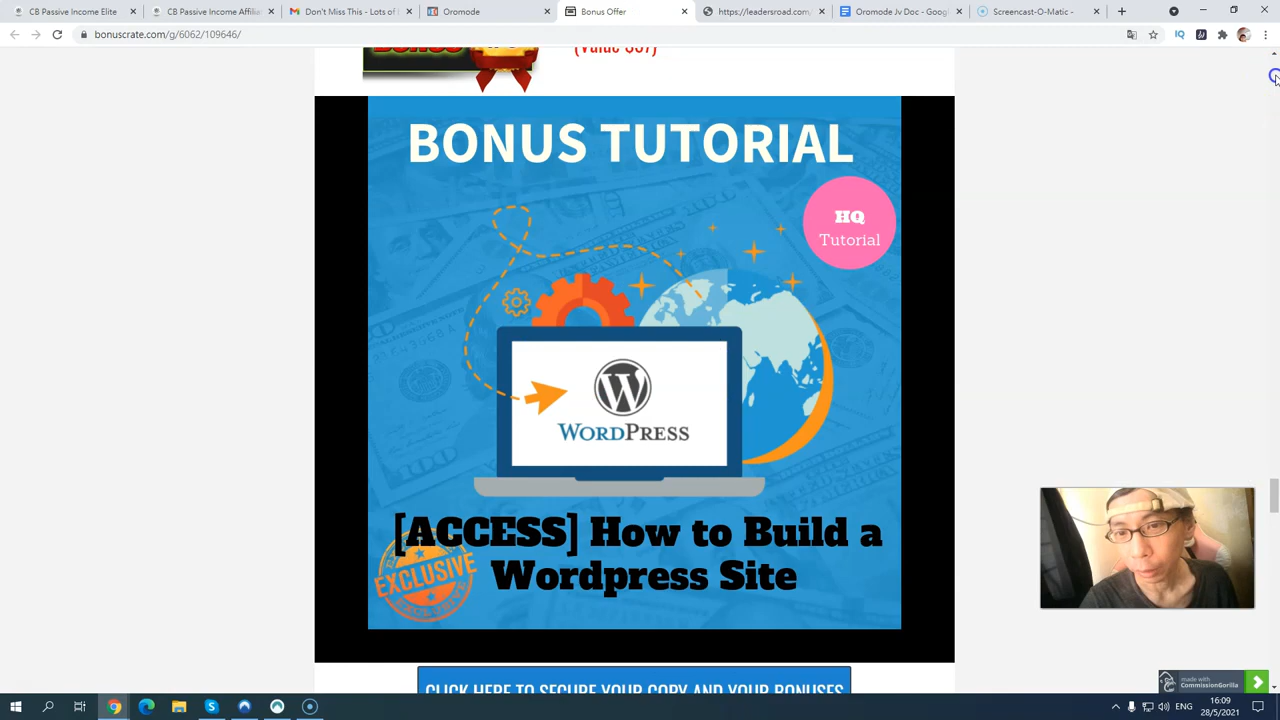 CB Passive Income Elite
CB Passive Income Affilia
Don't Miss This - Lots of
Oromode
Bonus Offer
https://leadersroad.com
Oromode Jv Doc - Googl
Screencast-O-Matic -
bonuscrate.com/g/6062/109646/
BONUS TUTORIAL
HQ
Tutorial
WORDPRESS
[ACCESS] How to Build a
Wordpress Site
EXCLUSIVE
CLICK HERE TO SECURE YOUR COPY AND YOUR BONUSES
made with
CommissionGorilla
ENG
16:09
28/5/2021